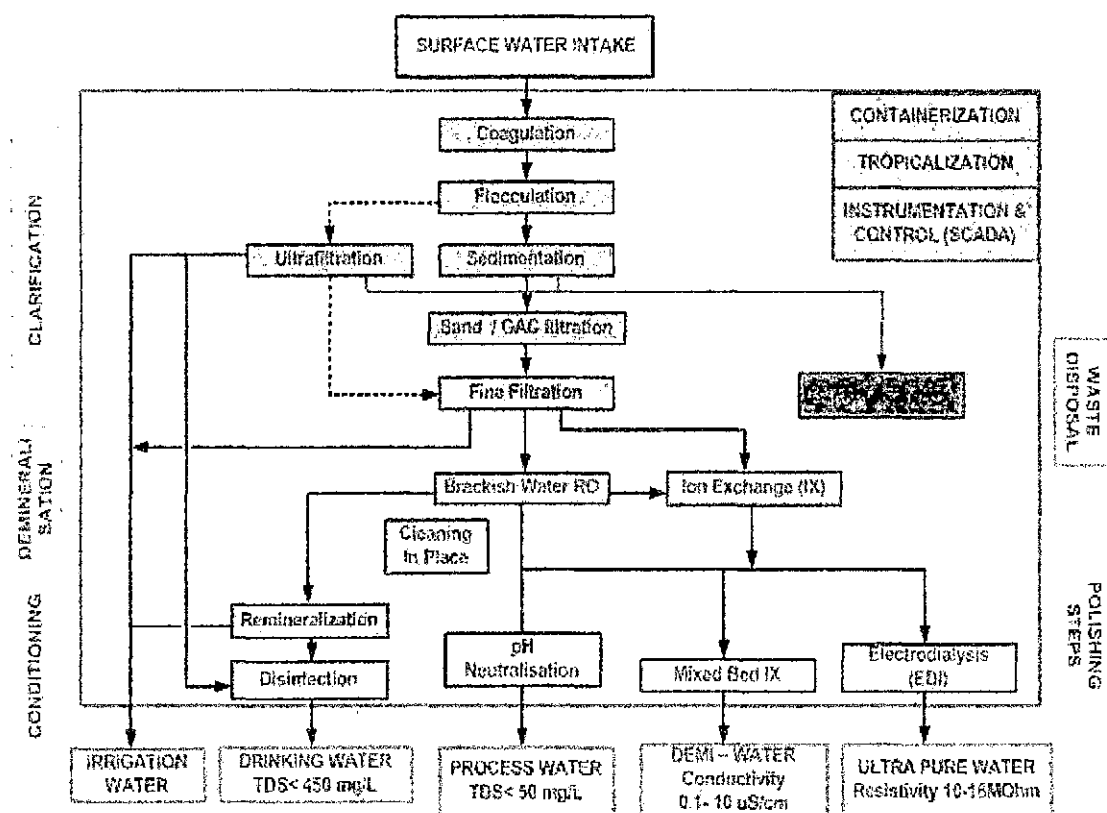 SURFACE WATER INTAKE
Coagulation
CONTAINERIZATION
TROPICALIZATION
INSTRUMENTATION &
CONTROL (SCADA)
Flocculation
Ultrafiltration
Sedimentation
Sand / GAC filtration
Fine Filtration
CLARIFICATION
WASTE
DISPOSAL
DEMINERALI
SATION
Brackish Water RO
Ion Exchange (IX)
Cleaning
In Place
CONDITIONING
POLISHING
STEPS
Remineralization
Disinfection
pH
Neutralisation
Mixed Bed IX
Electrodialysis
(EDI)
IRRIGATION
WATER
DRINKING WATER
TDS< 450 mg/L
PROCESS WATER
TDS< 50 mg/L
DEMI – WATER
Conductivity
0.1- 10 uS/cm
ULTRA PURE WATER
Resistivity 10-16MOhm